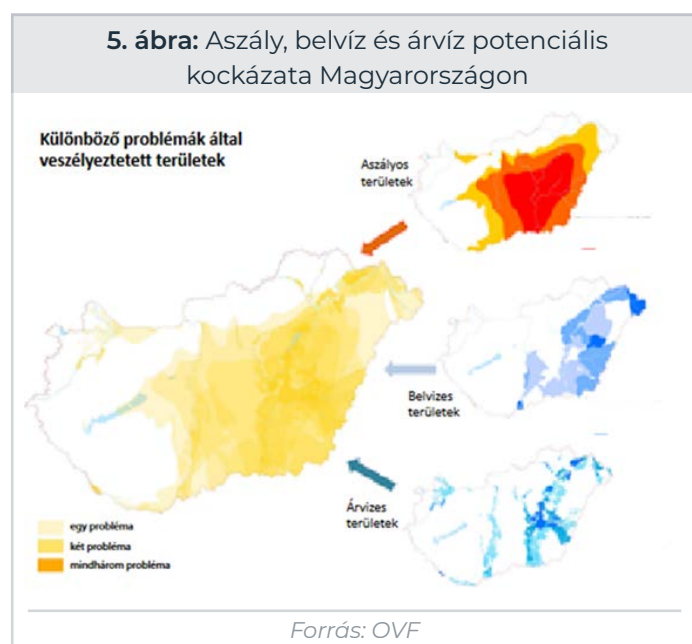 5. ábra: Aszály, belvíz és árvíz potenciális
kockázata Magyarországon
Különböző problémák által
veszélyeztetett területek
Aszályos
területek
Belvizes
területek
Árvizes
területek
egy probléma
két probléma
mindhárom probléma
Forrás: OVF